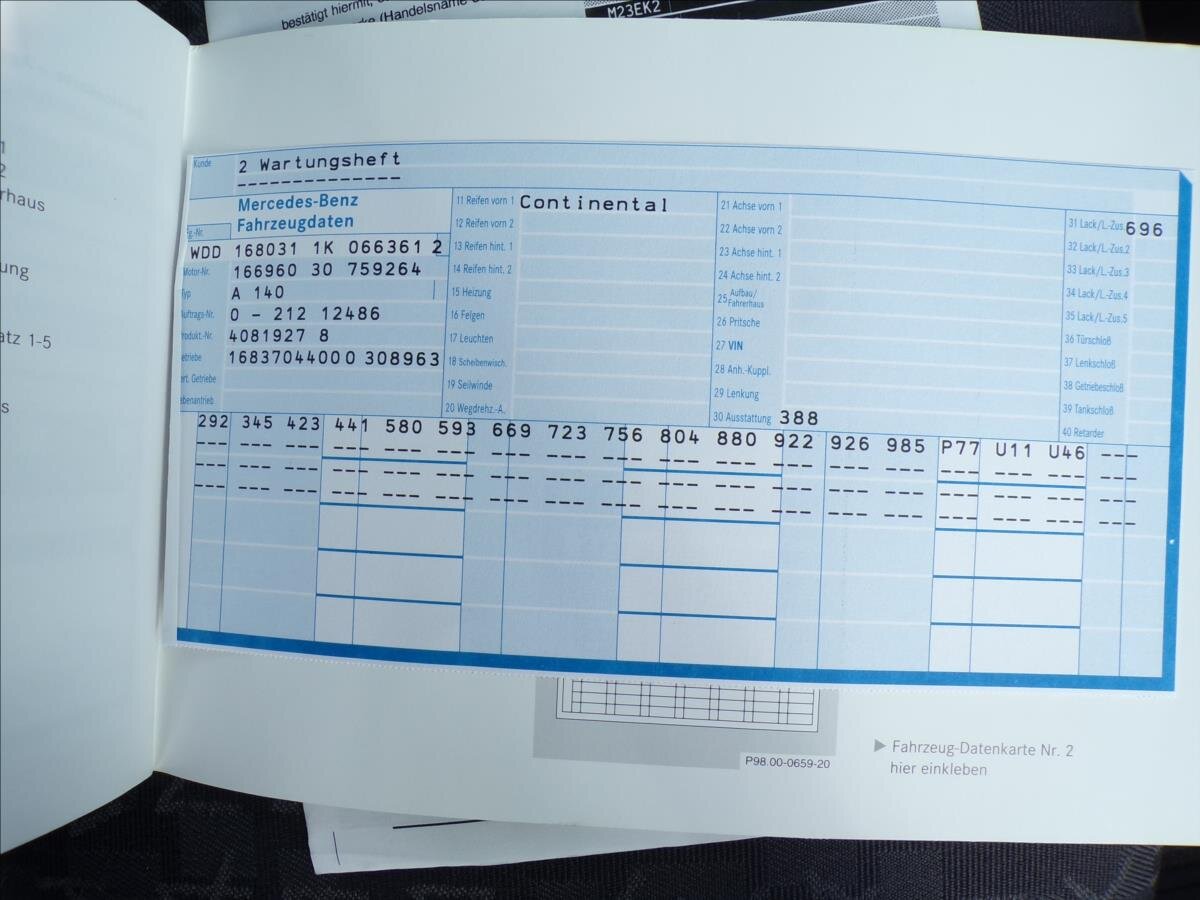 bestätigt hiermit,
(Handelsname
M23EK2
rhaus
ung
atz 1-5
s
Kunde 2 Wartungsheft
Mercedes-Benz
Fahrzeugdaten
WDD 168031 1K 066361 2
Motor-Nr. 166960 30 759264
Typ A 140
Auftrags-Nr. 0 - 212 12486
Produkt.-Nr. 4081927 8
Getriebe 16837044000 308963
ert. Getriebe
ebenantrieb
11 Reifen vorn 1 Continental
12 Reifen vorn 2
13 Reifen hint. 1
14 Reifen hint. 2
15 Heizung
16 Felgen
17 Leuchten
18 Scheibenwisch.
19 Seilwinde
20 Wegdrehz.-A.
21 Achse vorn 1
22 Achse vorn 2
23 Achse hint. 1
24 Achse hint. 2
25 Aufbau/
Fahrerhaus
26 Pritsche
27 VIN
28 Anh.-Kuppl.
29 Lenkung
30 Ausstattung 388
31 Lack/L.-Zus. 696
32 Lack/L.-Zus.2
33 Lack/L.-Zus.3
34 Lack/L.-Zus.4
35 Lack/L.-Zus.5
36 Türschloß
37 Lenkschloß
38 Getriebeschloß
39 Tankschloß
40 Retarder
292 345 423 441 580 593 669 723 756 804 880 922 926 985 P77 U11 U46 ---
--- --- --- --- --- --- --- --- --- --- --- --- --- --- --- --- --- ---
--- --- --- --- --- --- --- --- --- --- --- --- --- --- --- --- --- ---
--- --- --- --- --- --- --- --- --- --- --- --- --- --- --- --- --- ---
P98.00-0659-20
▶ Fahrzeug-Datenkarte Nr. 2
hier einkleben